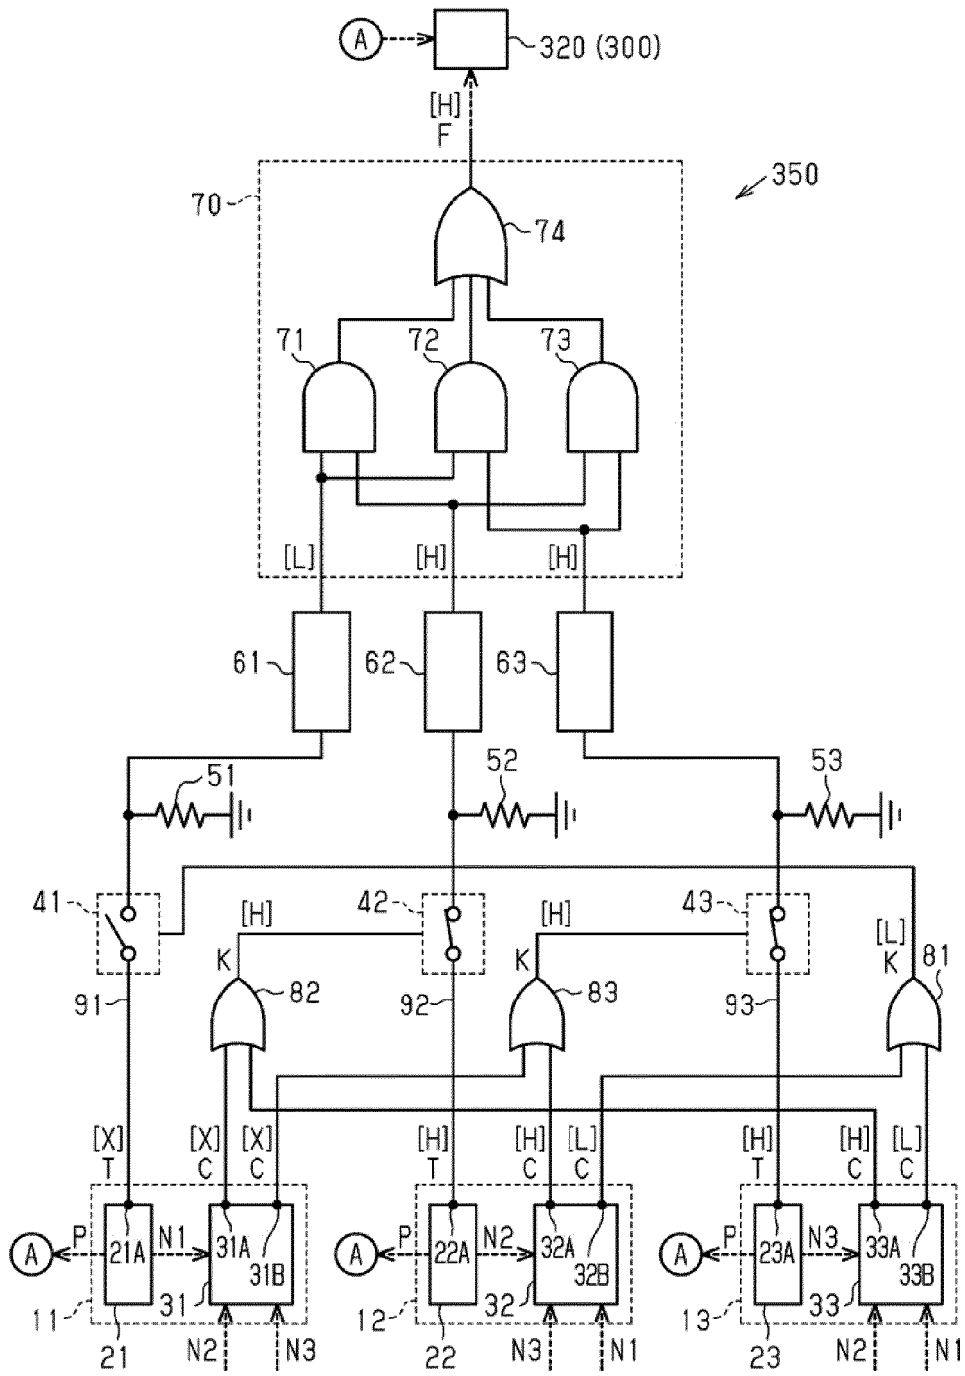 A
320 (300)
[H]
F
350
70
74
71
72
73
[L]
[H]
[H]
61
62
63
51
52
53
41
[H]
42
[H]
43
[L]
K
K
K
81
82
83
91
92
93
[X]
[X]
[X]
[H]
[H]
[L]
[H]
[H]
[L]
T
C
C
T
C
C
T
C
C
A
P
21A
N1
31A
31B
A
P
22A
N2
32A
32B
A
P
23A
N3
33A
33B
11
21
31
N2
N3
12
22
32
N3
N1
13
23
33
N2
N1